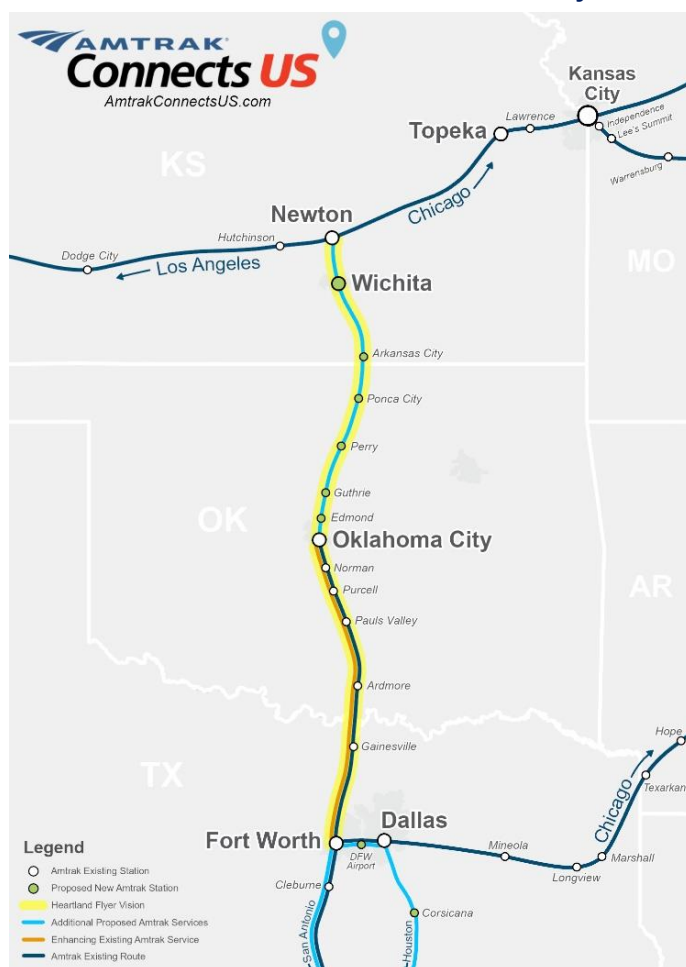 AMTRAK
Connects US
AmtrakConnectsUS.com
Kansas
City
Lawrence
Independence
Lee's Summit
Topeka
Warrensburg
KS
Chicago
Newton
Hutchinson
Dodge City
Los Angeles
MO
Wichita
Arkansas City
Ponca City
Perry
Guthrie
OK
Edmond
Oklahoma City
Norman
Purcell
AR
Pauls Valley
Ardmore
Hope
Gainesville
TX
Texarkan
Chicago
Fort Worth
Dallas
DFW
Airport
Mineola
Marshall
Longview
Cleburne
Corsicana
San Antonio
Houston
Legend
Amtrak Existing Station
Proposed New Amtrak Station
Heartland Flyer Vision
Additional Proposed Amtrak Services
Enhancing Existing Amtrak Service
Amtrak Existing Route